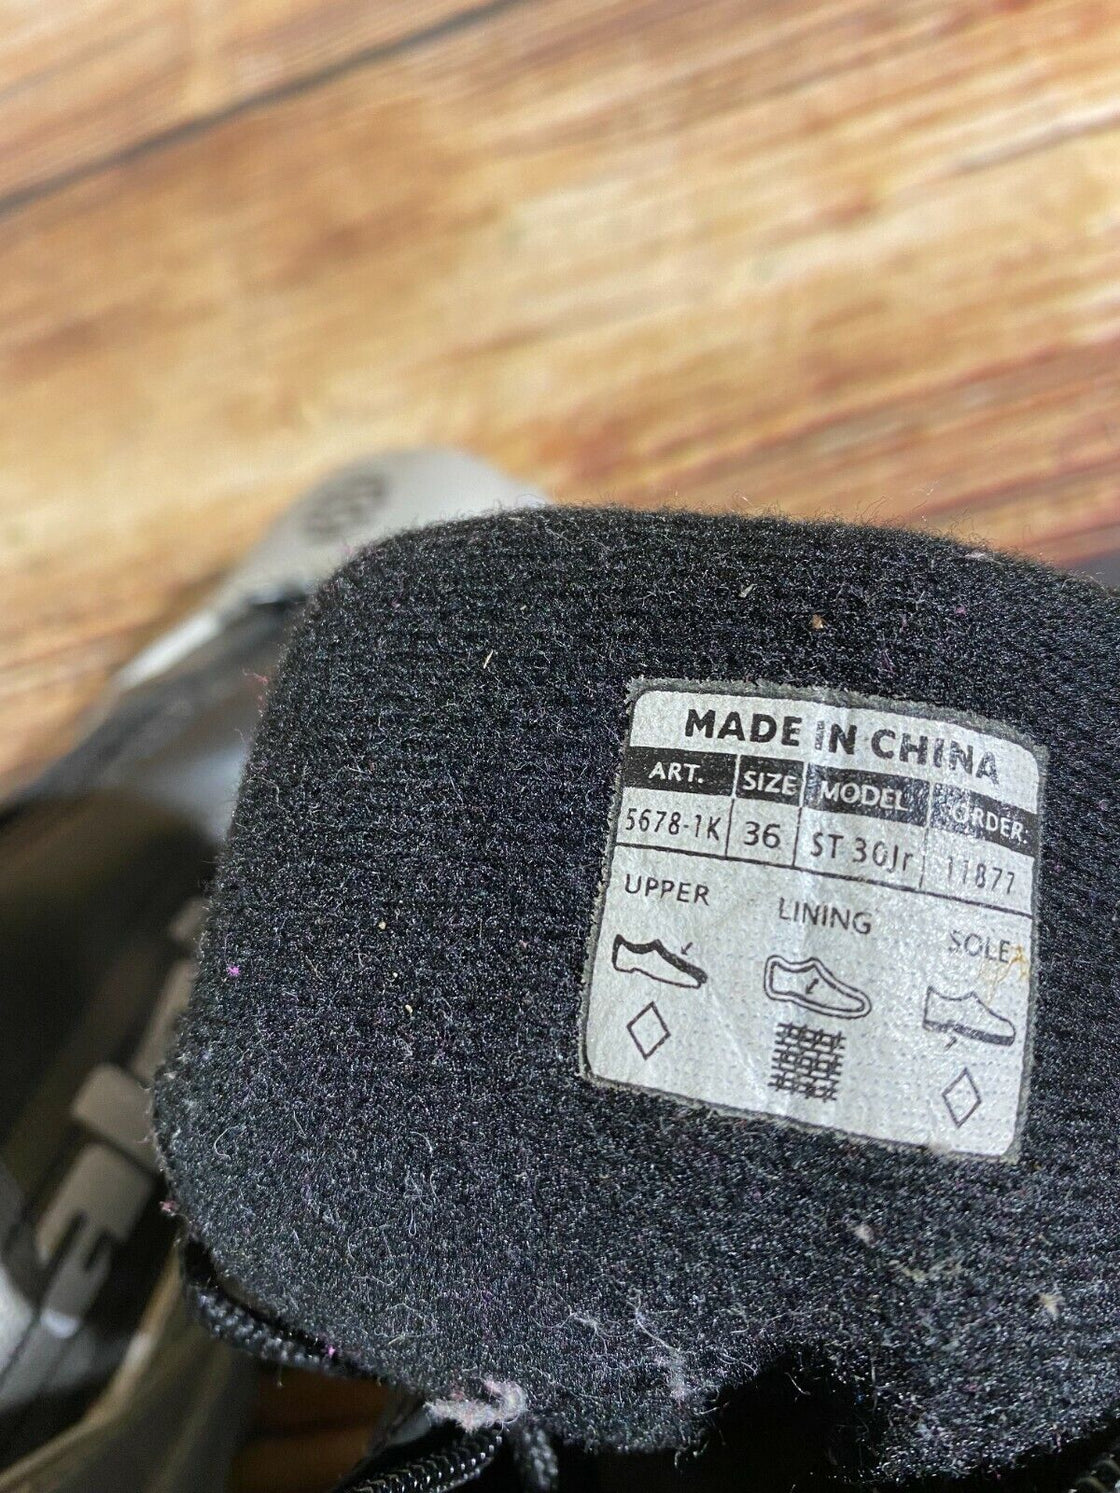 MADE IN CHINA
ART. SIZE MODEL ORDER.
5678-1K 36 ST 30Jr 11877
UPPER LINING SOLE